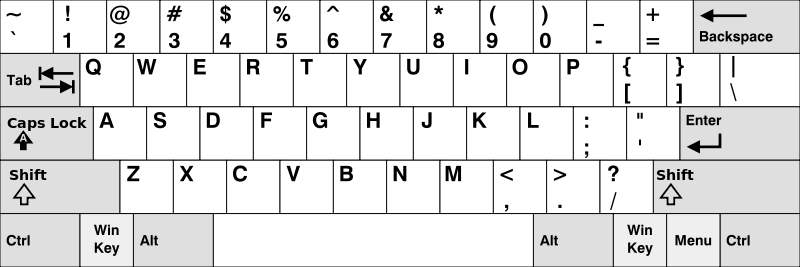 ~ ! @ # $ % ^ & * ( ) _ +
` 1 2 3 4 5 6 7 8 9 0 - = Backspace
Tab Q W E R T Y U I O P { } |
[ ] \
Caps Lock A S D F G H J K L : " Enter
A ; '
Shift Z X C V B N M < > ? Shift
, . /
Ctrl Win Key Alt Alt Win Key Menu Ctrl